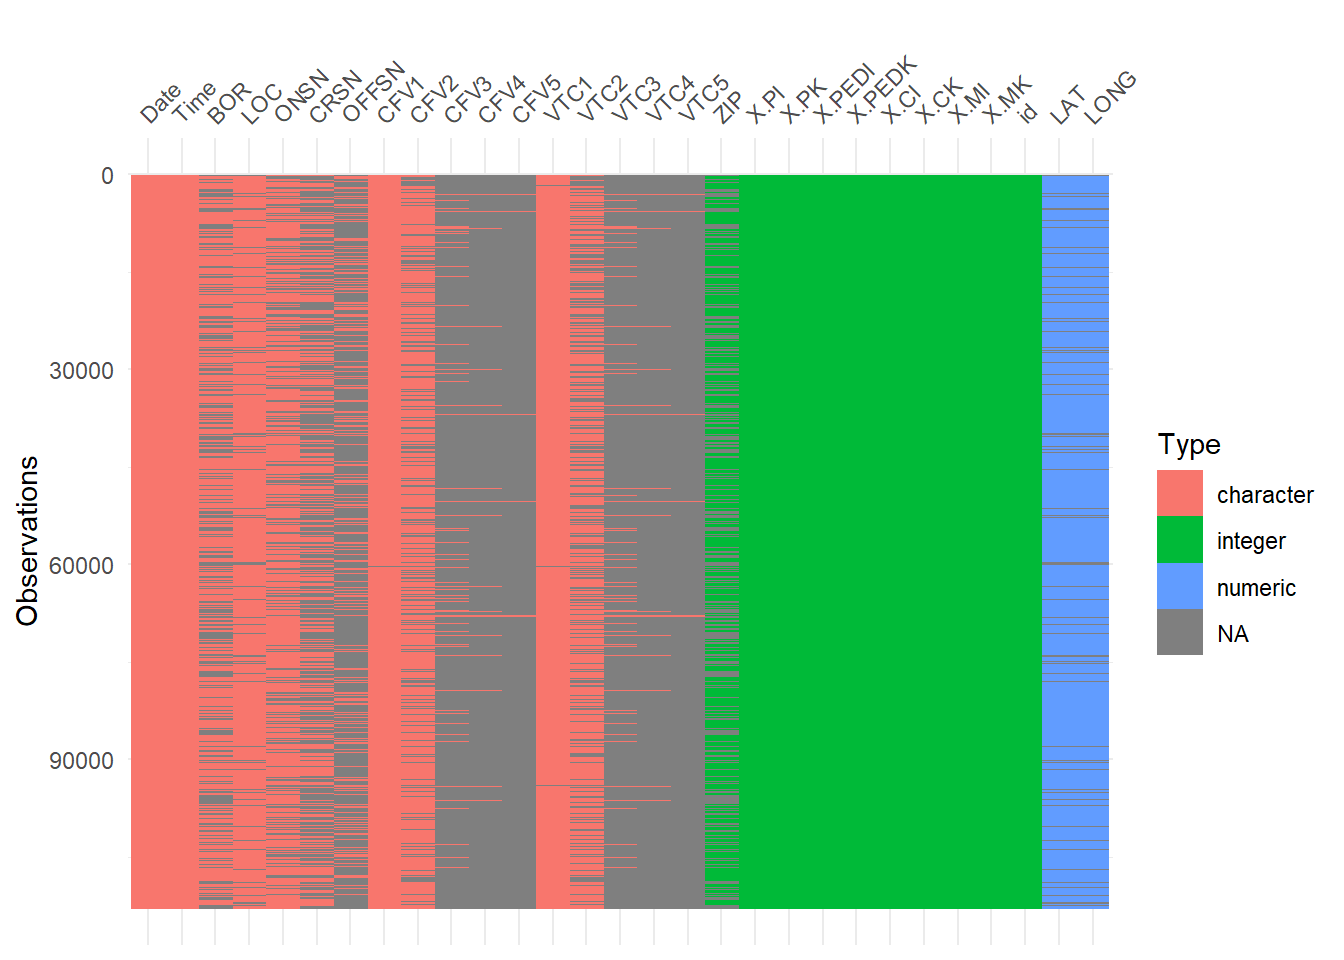 Date
Time
BOR
LOC
ONSN
CRSN
OFFSN
CFV1
CFV2
CFV3
CFV4
CFV5
VTC1
VTC2
VTC3
VTC4
VTC5
ZIP
X.PI
X.PK
X.PEDI
X.PEDK
X.CI
X.CK
X.MI
X.MK
id
LAT
LONG
0
30000
60000
90000
Observations
Type
character
integer
numeric
NA